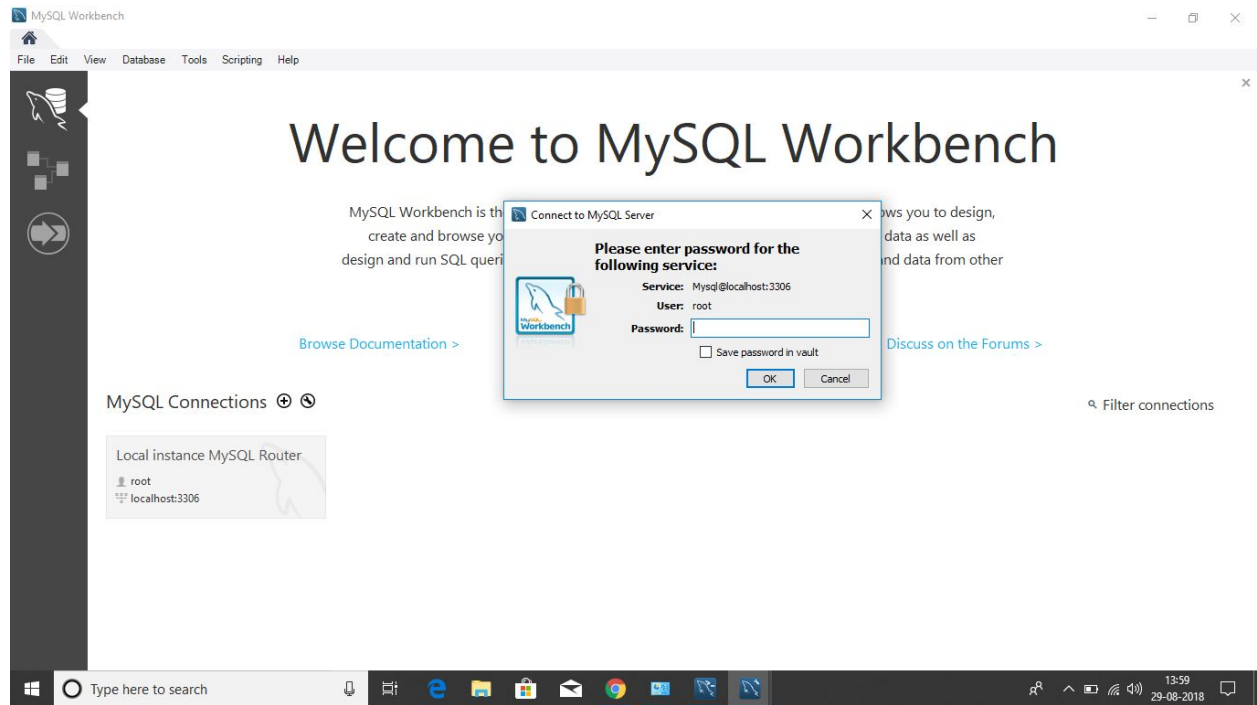 MySQL Workbench
File Edit View Database Tools Scripting Help
Welcome to MySQL Workbench
MySQL Workbench is th
ows you to design,
create and browse yo
data as well as
design and run SQL queri
nd data from other
Browse Documentation >
Discuss on the Forums >
Connect to MySQL Server
Please enter password for the
following service:
Service: Mysql@localhost:3306
User: root
Password:
Save password in vault
OK Cancel
MySQL Workbench
MySQL Connections
Filter connections
Local instance MySQL Router
root
localhost:3306
Type here to search
13:59
29-08-2018